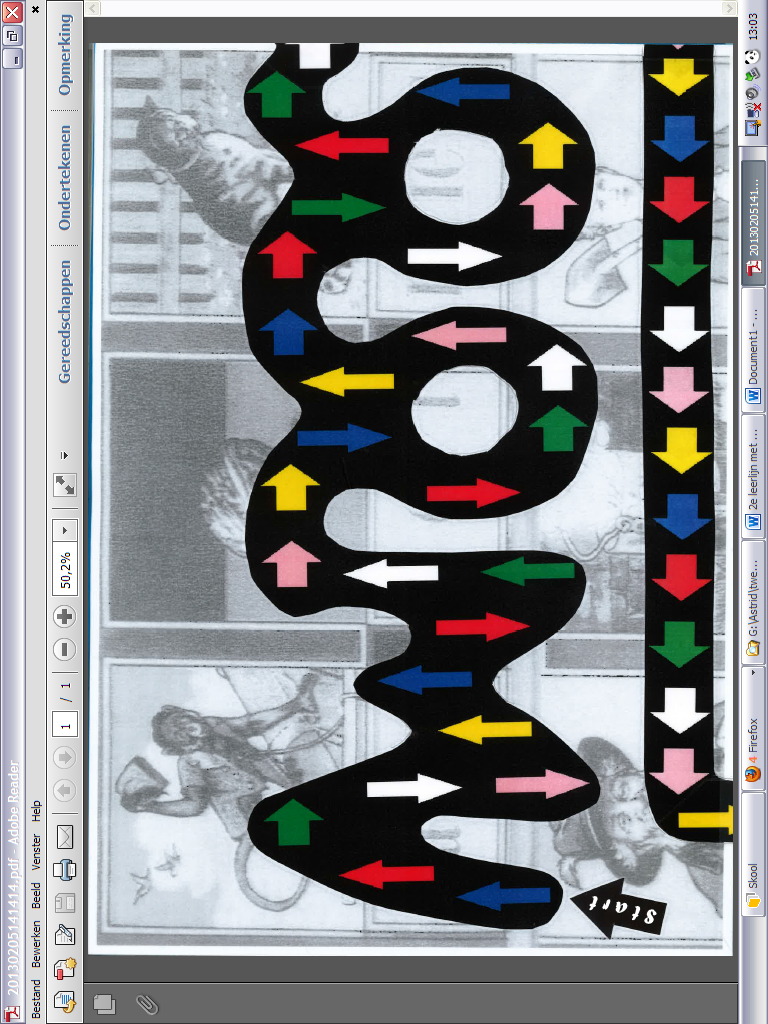 20130205141414.pdf - Adobe Reader
Bestand Bewerken Beeld Venster Help
1 / 1
50,2%
Gereedschappen
Ondertekenen
Opmerking
Start
Skool
4 Firefox
G:\Astrid\twe...
2e leerlijn met ...
Document1 - ...
20130205141...
13:03